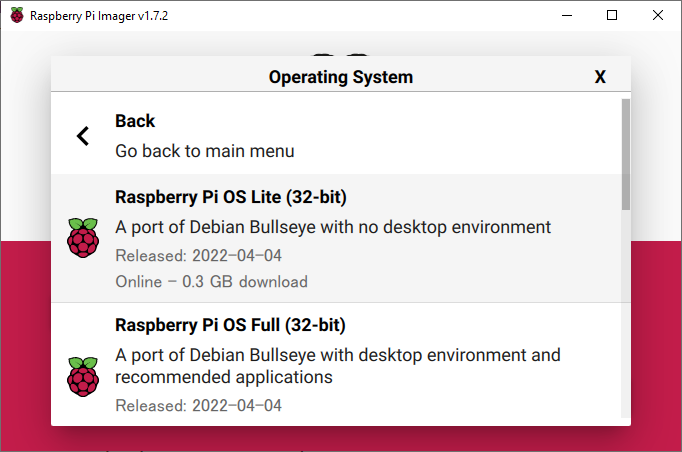 Raspberry Pi Imager v1.7.2
Operating System
X
Back
Go back to main menu
Raspberry Pi OS Lite (32-bit)
A port of Debian Bullseye with no desktop environment
Released: 2022-04-04
Online - 0.3 GB download
Raspberry Pi OS Full (32-bit)
A port of Debian Bullseye with desktop environment and
recommended applications
Released: 2022-04-04